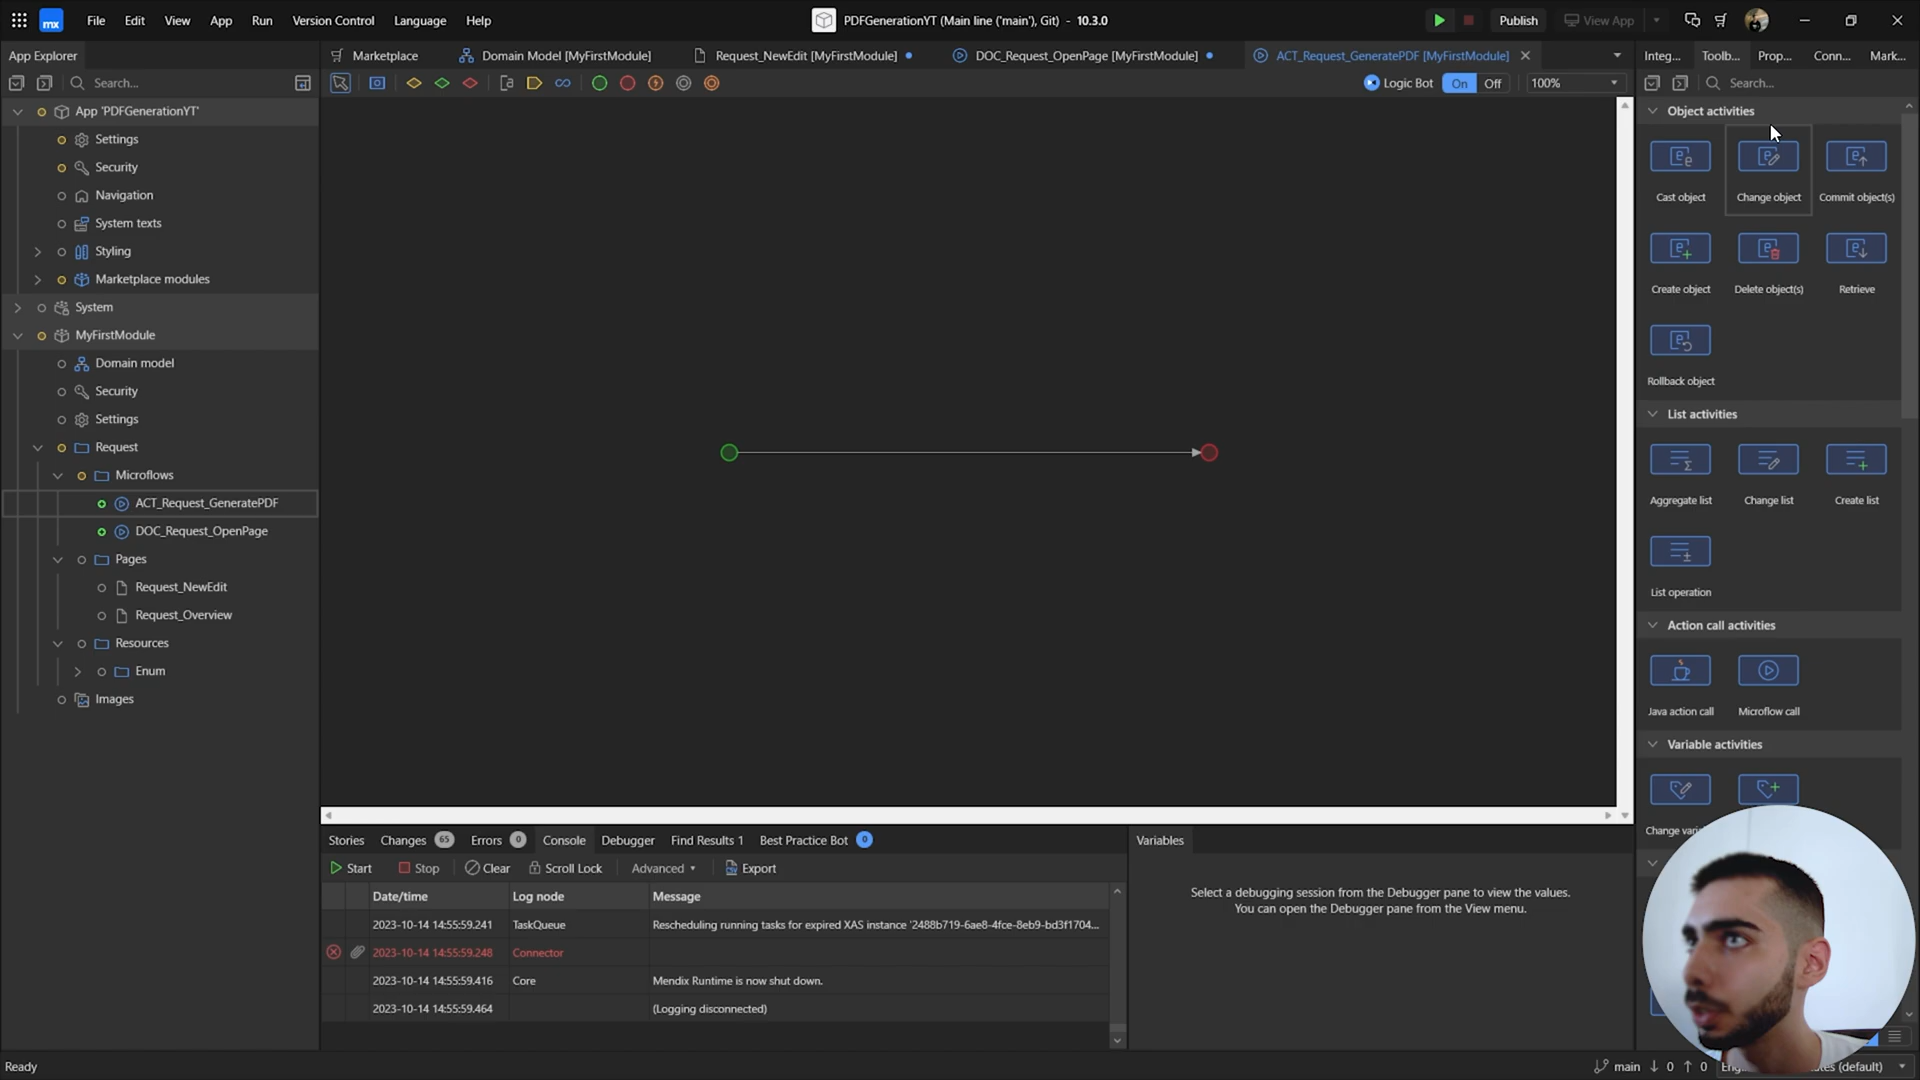 mx File Edit View App Run Version Control Language Help
PDFGenerationYT (Main line ('main'), Git) - 10.3.0
Publish View App
App Explorer
Marketplace
Domain Model [MyFirstModule]
Request_NewEdit [MyFirstModule]
DOC_Request_OpenPage [MyFirstModule]
ACT_Request_GeneratePDF [MyFirstModule]
Integ... Toolb... Prop... Conn... Mark...
Search...
Logic Bot On Off 100%
Search...
App 'PDFGenerationYT'
Settings
Security
Navigation
System texts
Styling
Marketplace modules
System
MyFirstModule
Domain model
Security
Settings
Request
Microflows
ACT_Request_GeneratePDF
DOC_Request_OpenPage
Pages
Request_NewEdit
Request_Overview
Resources
Enum
Images
Object activities
Cast object Change object Commit object(s)
Create object Delete object(s) Retrieve
Rollback object
List activities
Aggregate list Change list Create list
List operation
Action call activities
Java action call Microflow call
Variable activities
Change
Stories Changes 65 Errors 0 Console Debugger Find Results 1 Best Practice Bot 0
Start Stop Clear Scroll Lock Advanced Export
Date/time Log node Message
2023-10-14 14:55:59.241 TaskQueue Rescheduling running tasks for expired XAS instance '2488b719-6ae8-4fce-8eb9-bd3f1704...
2023-10-14 14:55:59.248 Connector
2023-10-14 14:55:59.416 Core Mendix Runtime is now shut down.
2023-10-14 14:55:59.464 (Logging disconnected)
Variables
Select a debugging session from the Debugger pane to view the values.
You can open the Debugger pane from the View menu.
Ready
main 0 0 (default)